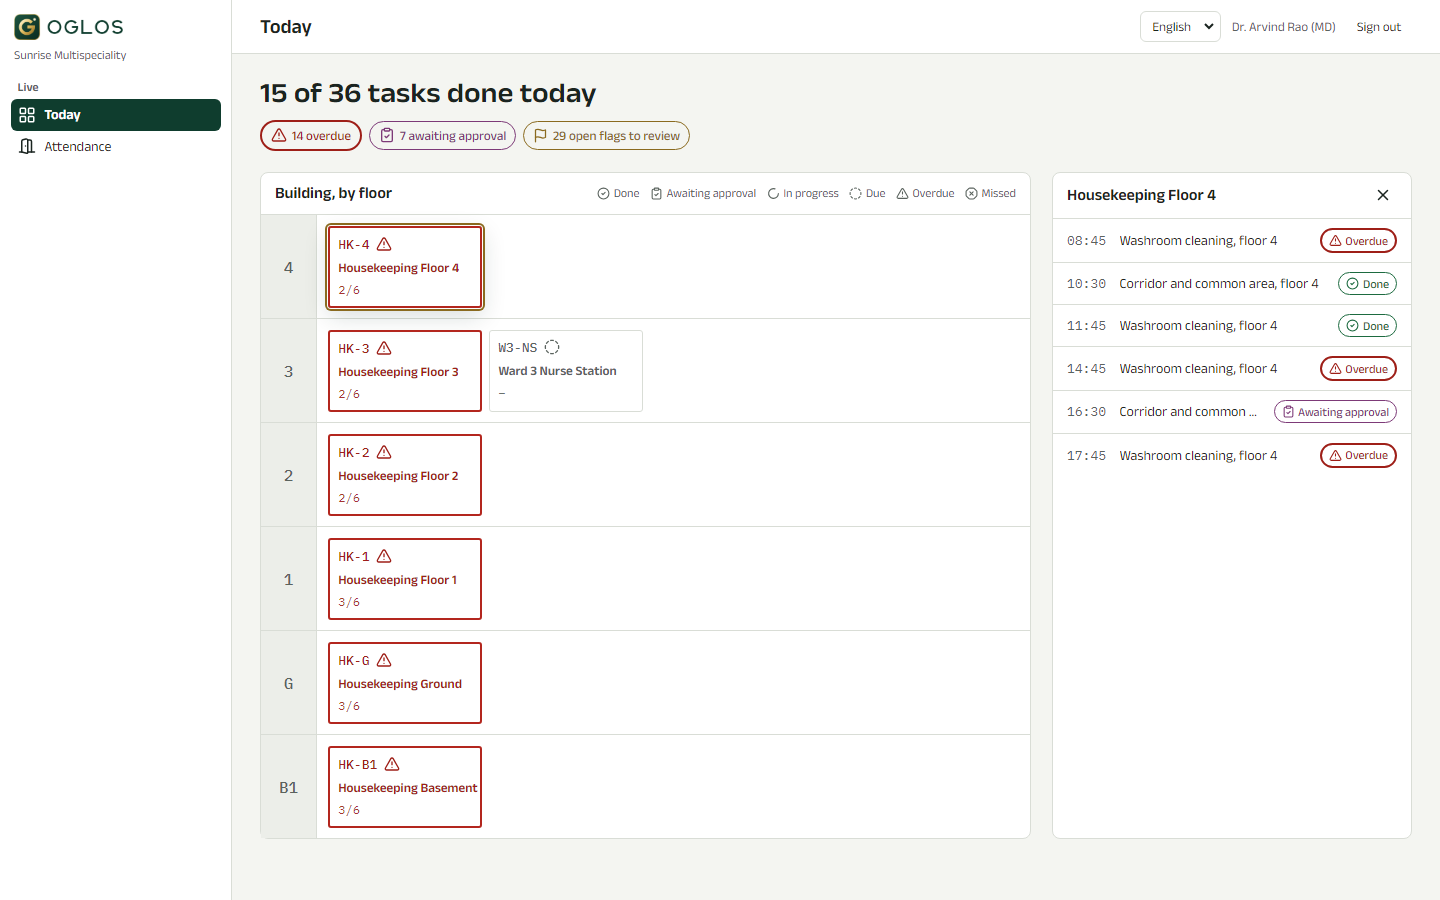 OGLOS
Sunrise Multispeciality
Live
Today
Attendance
Today
English
Dr. Arvind Rao (MD)
Sign out
15 of 36 tasks done today
14 overdue
7 awaiting approval
29 open flags to review
Building, by floor
Done
Awaiting approval
In progress
Due
Overdue
Missed
4
HK-4
Housekeeping Floor 4
2/6
3
HK-3
Housekeeping Floor 3
2/6
W3-NS
Ward 3 Nurse Station
–
2
HK-2
Housekeeping Floor 2
2/6
1
HK-1
Housekeeping Floor 1
3/6
G
HK-G
Housekeeping Ground
3/6
B1
HK-B1
Housekeeping Basement
3/6
Housekeeping Floor 4
08:45 Washroom cleaning, floor 4 Overdue
10:30 Corridor and common area, floor 4 Done
11:45 Washroom cleaning, floor 4 Done
14:45 Washroom cleaning, floor 4 Overdue
16:30 Corridor and common ... Awaiting approval
17:45 Washroom cleaning, floor 4 Overdue